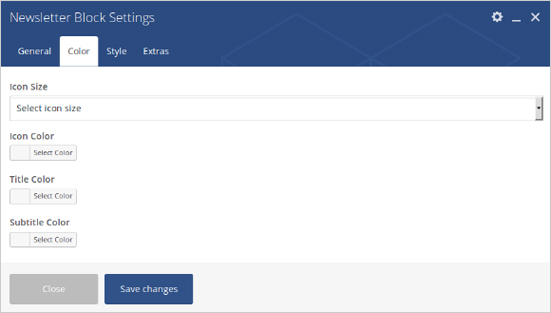 Newsletter Block Settings
General Color Style Extras
Icon Size
Select icon size
Icon Color
Select Color
Title Color
Select Color
Subtitle Color
Select Color
Close Save changes